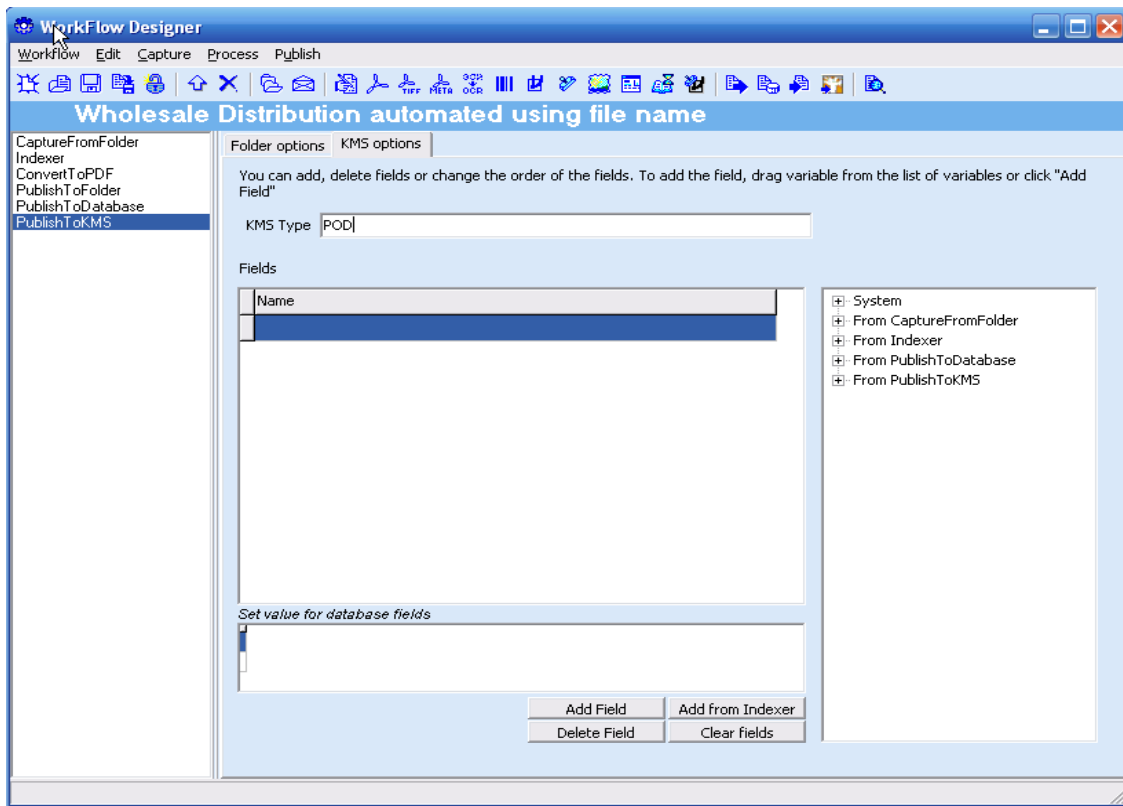 WorkFlow Designer
Workflow Edit Capture Process Publish
TIFF META OCR OCR
Wholesale Distribution automated using file name
CaptureFromFolder
Indexer
ConvertToPDF
PublishToFolder
PublishToDatabase
PublishToKMS
Folder options KMS options
You can add, delete fields or change the order of the fields. To add the field, drag variable from the list of variables or click "Add
Field"
KMS Type POD
Fields
Name
System
From CaptureFromFolder
From Indexer
From PublishToDatabase
From PublishToKMS
Set value for database fields
Add Field Add from Indexer
Delete Field Clear fields